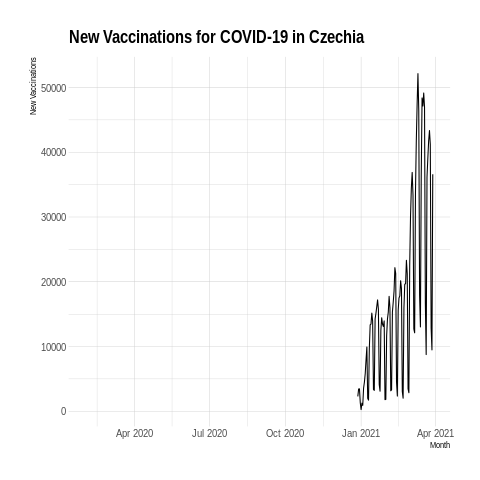 New Vaccinations for COVID-19 in Czechia
New Vaccinations
50000
40000
30000
20000
10000
0
Apr 2020 Jul 2020 Oct 2020 Jan 2021 Apr 2021
Month